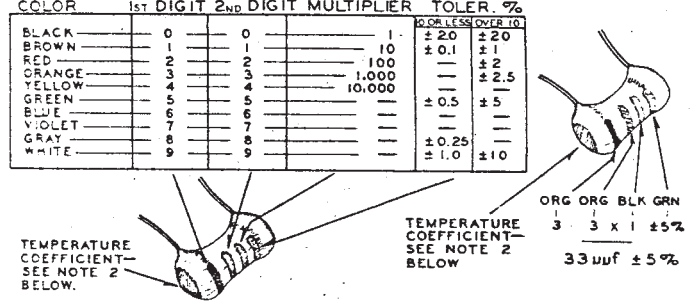 COLOR 1ST DIGIT 2ND DIGIT MULTIPLIER TOLER. %
10 OR LESS OVER 10
BLACK 0 0 1 ±2.0 ±20
BROWN 1 1 10 ±0.1 ±1
RED 2 2 100 — ±2
ORANGE 3 3 1,000 — ±2.5
YELLOW 4 4 10,000 — —
GREEN 5 5 — ±0.5 ±5
BLUE 6 6 — — —
VIOLET 7 7 — — —
GRAY 8 8 — ±0.25 —
WHITE 9 9 — ±1.0 ±10
TEMPERATURE
COEFFICIENT—
SEE NOTE 2
BELOW.
TEMPERATURE
COEFFICIENT—
SEE NOTE 2
BELOW
ORG ORG BLK GRN
3 3 x 1 ±5%
33 uuf ±5%